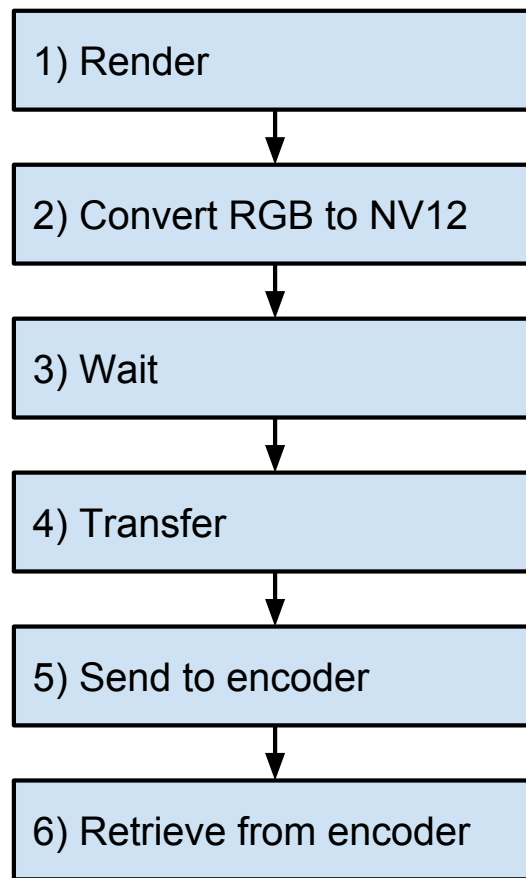 1) Render
2) Convert RGB to NV12
3) Wait
4) Transfer
5) Send to encoder
6) Retrieve from encoder